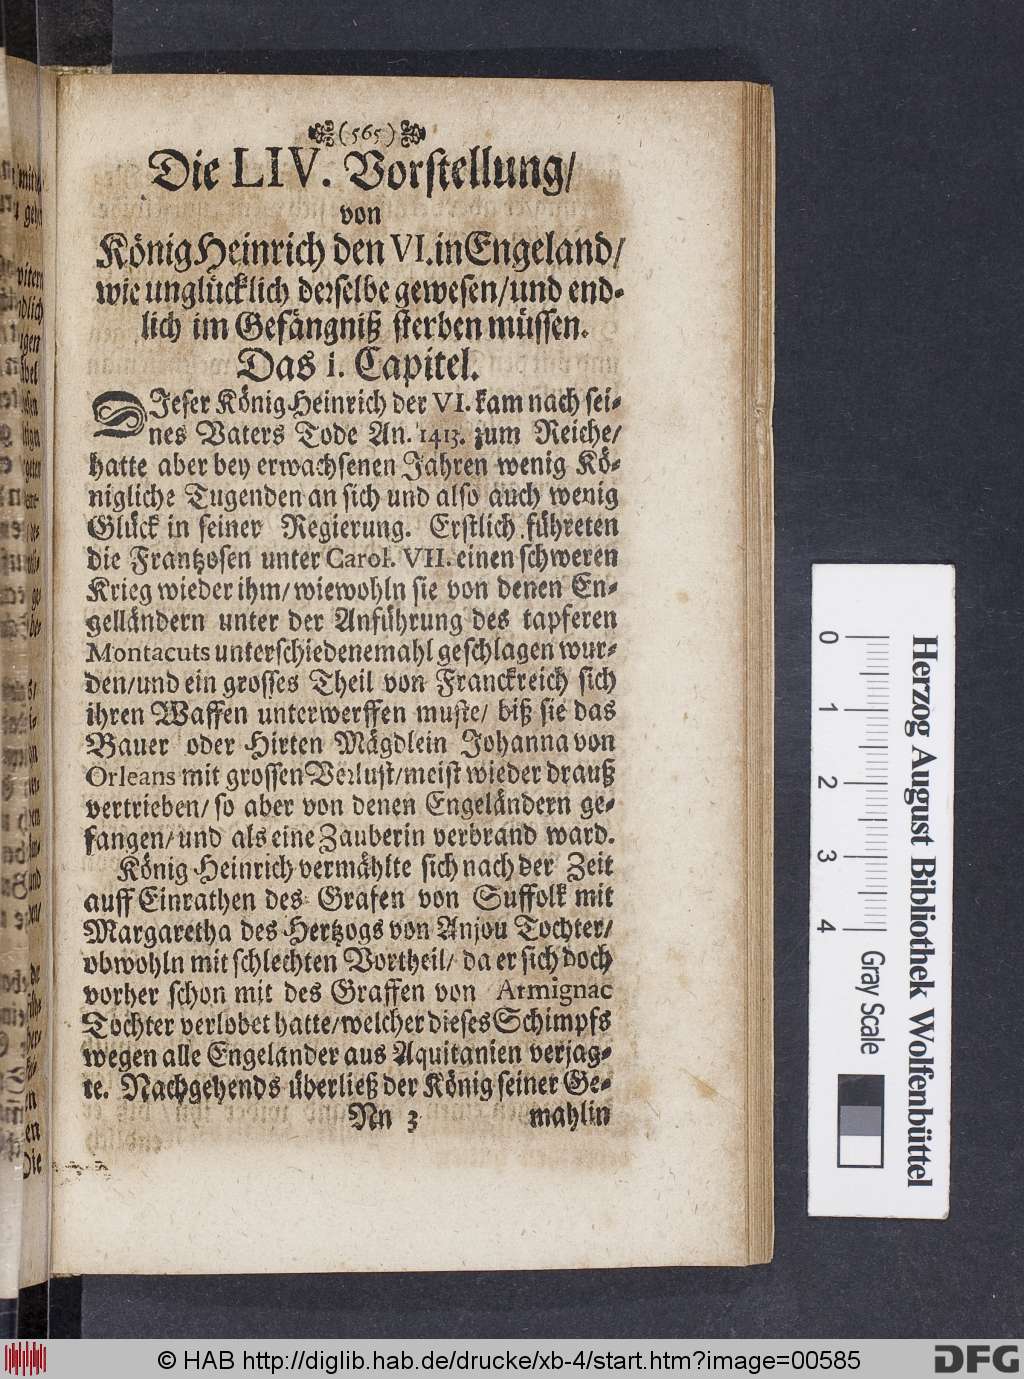 (565)
Die LIV. Vorstellung/
von
König Heinrich den VI. in Engeland/
wie unglücklich derselbe gewesen/und end-
lich im Gefängniß sterben müssen.
Das 1. Capitel.
DIeser König Heinrich der VI. kam nach sei-
nes Vaters Tode An. 1413. zum Reiche/
hatte aber bey erwachsenen Jahren wenig Kö-
nigliche Tugenden an sich und also auch wenig
Glück in seiner Regierung. Erstlich führeten
die Frantzosen unter Carol. VII. einen schweren
Krieg wieder ihm/ wiewohln sie von denen En-
gelländern unter der Anführung des tapferen
Montacuts unterschiedenemahl geschlagen wur-
den/und ein grosses Theil von Franckreich sich
ihren Waffen unterwerffen muste/ biß sie das
Bauer oder Hirten Mägdlein Johanna von
Orleans mit grossen Verlust/meist wieder drauß
vertrieben/ so aber von denen Engeländern ge-
fangen/und als eine Zauberin verbrand ward.
König Heinrich vermählte sich nach der Zeit
auff Einrathen des Grafen von Suffolk mit
Margaretha des Hertzogs von Anjou Tochter/
obwohln mit schlechten Vortheil/ da er sich doch
vorher schon mit des Graffen von Armignac
Tochter verlobet hatte/welcher dieses Schimpfs
wegen alle Engeländer aus Aquitanien verjag-
te. Nachgehends überließ der König seiner Ge-
Nn 3 mahlin
Herzog August Bibliothek Wolfenbüttel
0 1 2 3 4 Gray Scale
© HAB http://diglib.hab.de/drucke/xb-4/start.htm?image=00585
DFG